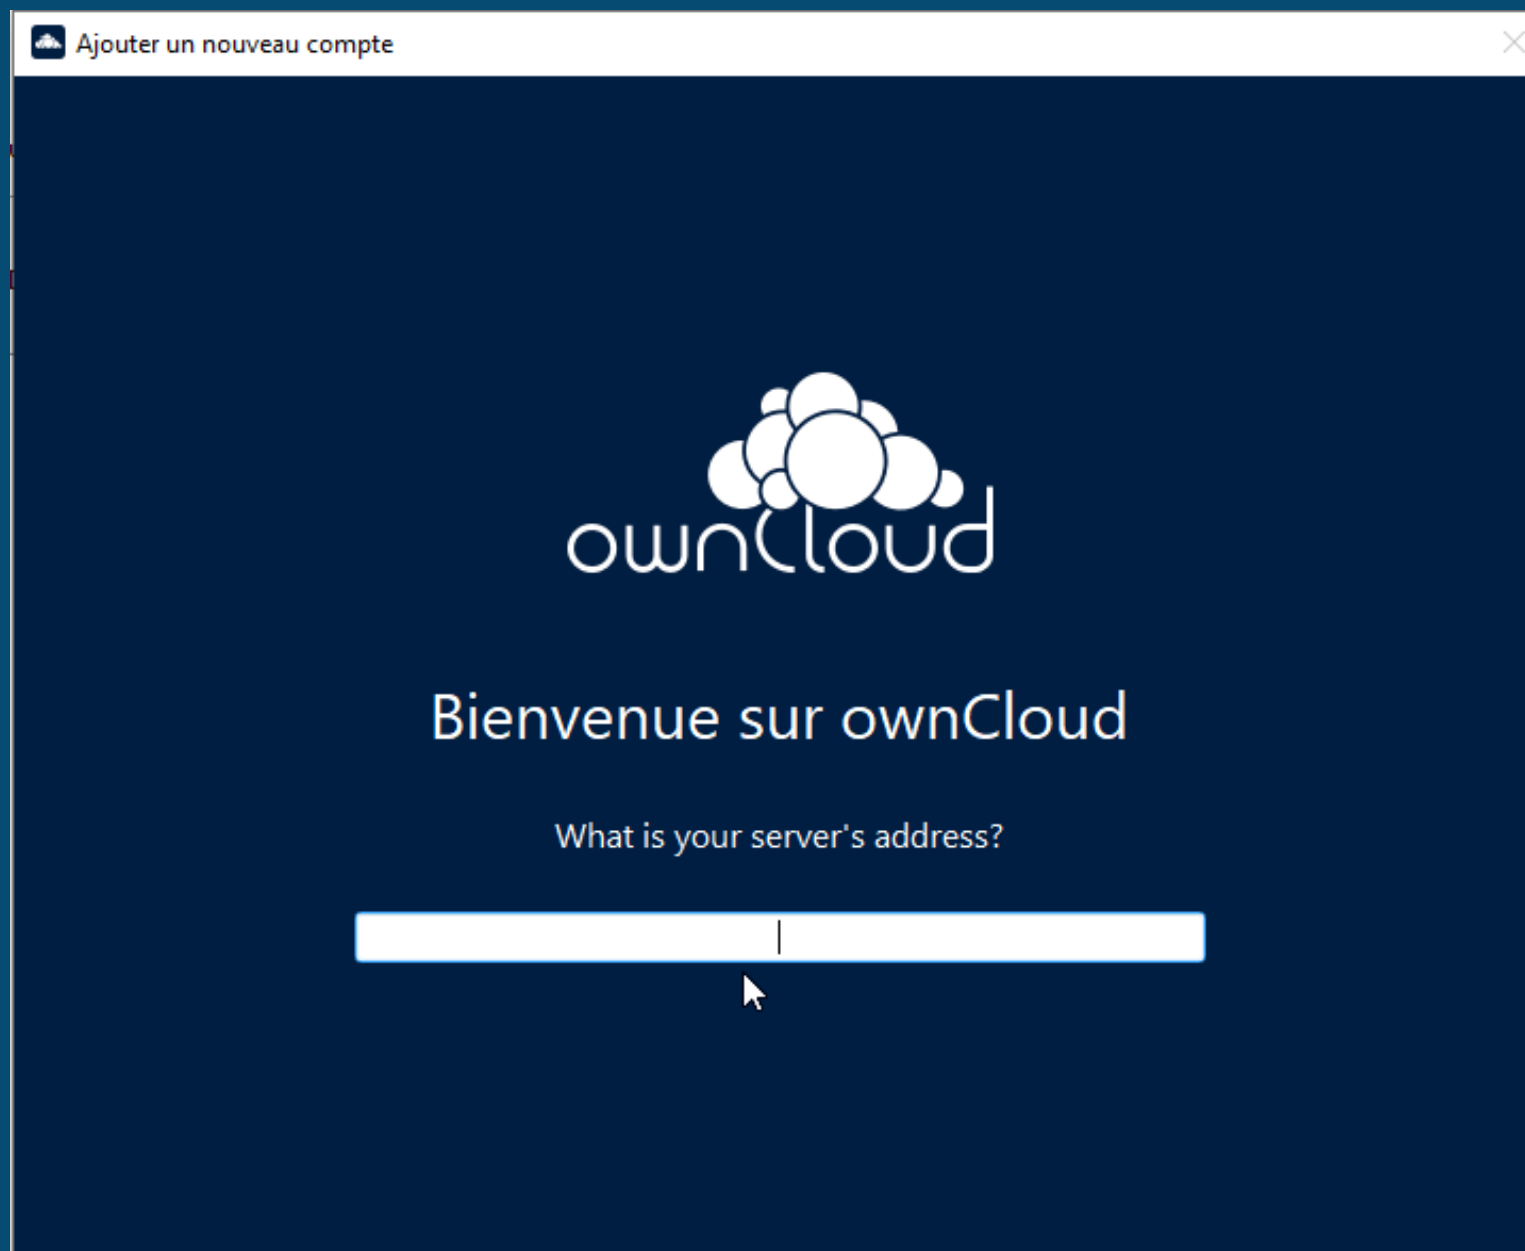 Ajouter un nouveau compte
ownCloud
Bienvenue sur ownCloud
What is your server's address?